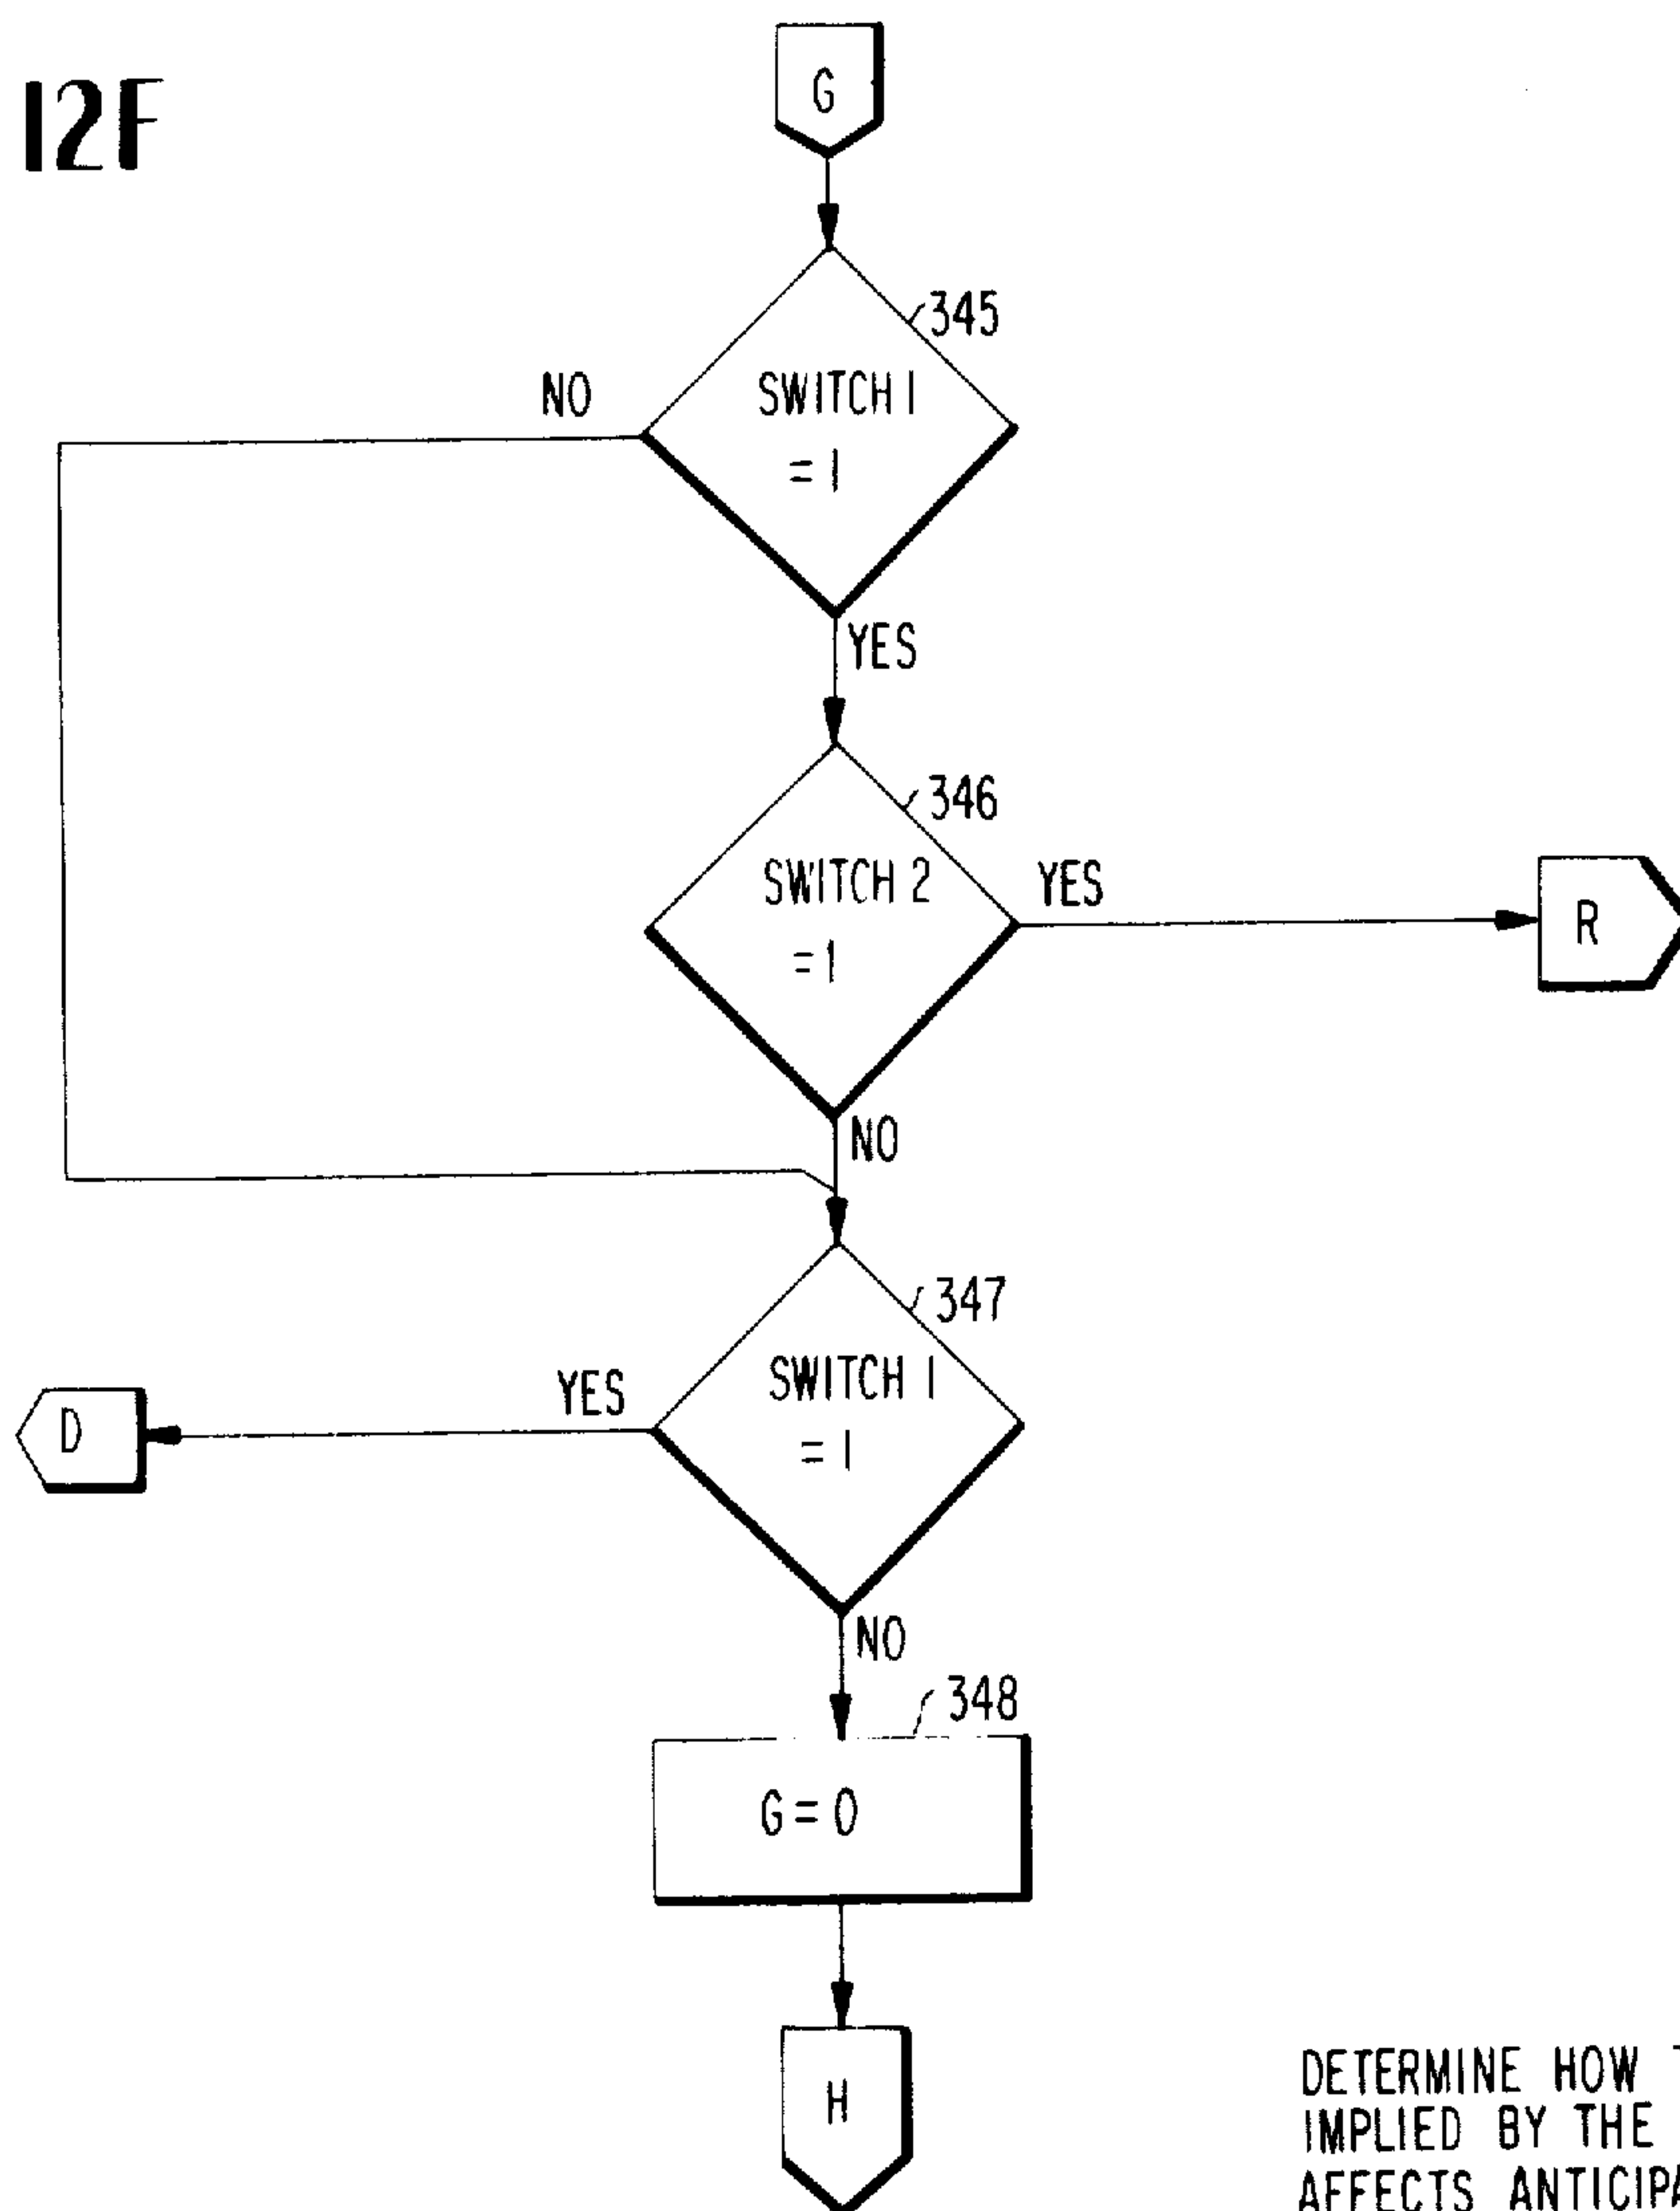 12F
G
345
NO
SWITCH 1
= 1
YES
346
SWITCH 2
= 1
YES
R
NO
347
YES
SWITCH 1
= 1
D
NO
348
G = 0
H
DETERMINE HOW
IMPLIED BY THE
AFFECTS